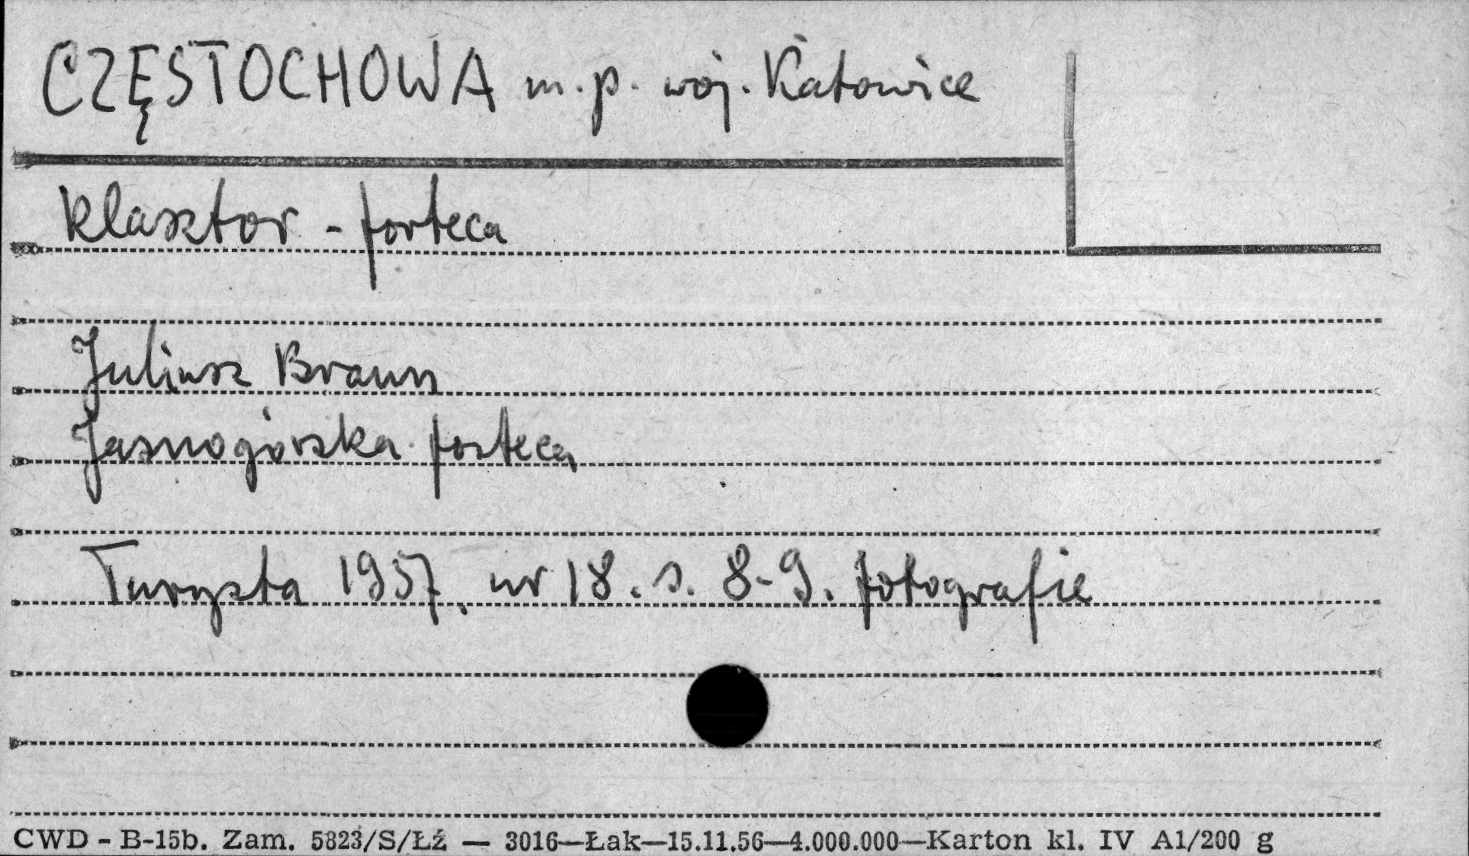 CZĘSTOCHOWA m.p. woj. Katowice
klasztor - forteca
Juliusz Braun
Jasnogórska forteca
Turysta 1957. nr 18. s. 8-9. fotografie
CWD - B-15b. Zam. 5823/S/Łź — 3016—Łak—15.11.56—4.000.000—Karton kl. IV A1/200 g